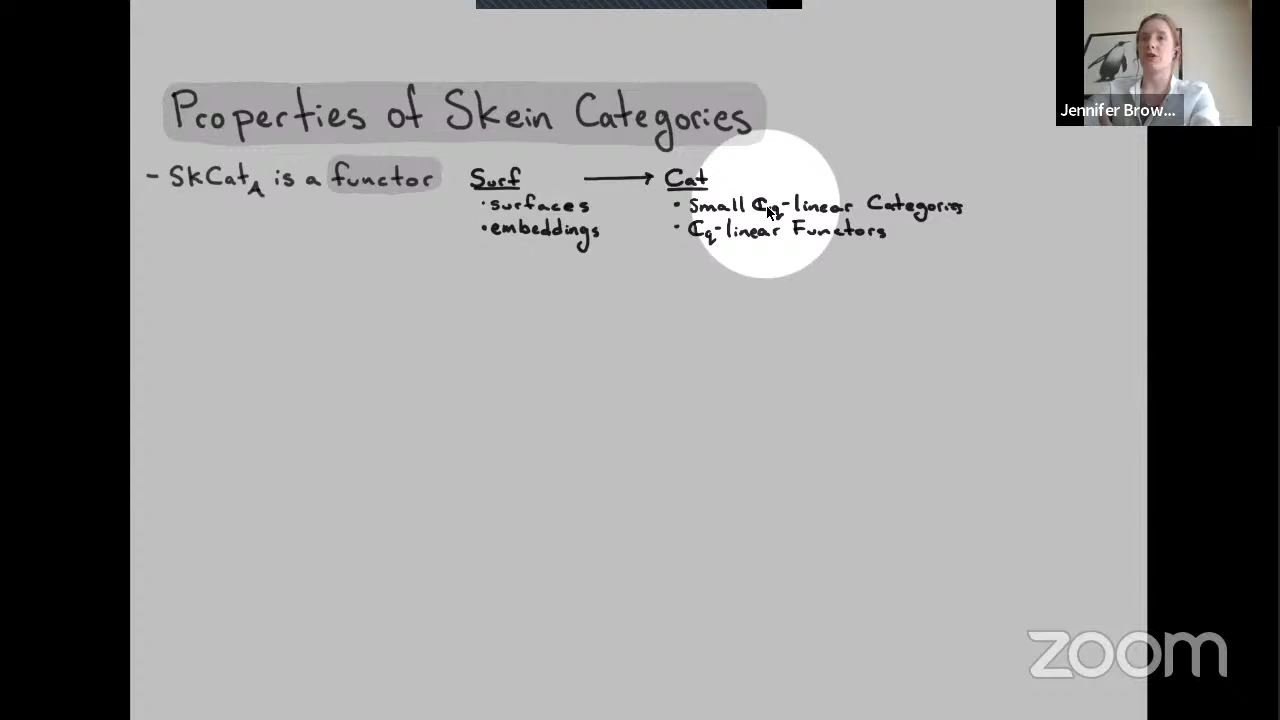 Properties of Skein Categories
- SkCat_A is a functor Surf ⟶ Cat
· surfaces · Small ℂq-linear Categories
· embeddings · ℂq-linear Functors
Jennifer Brow...
zoom